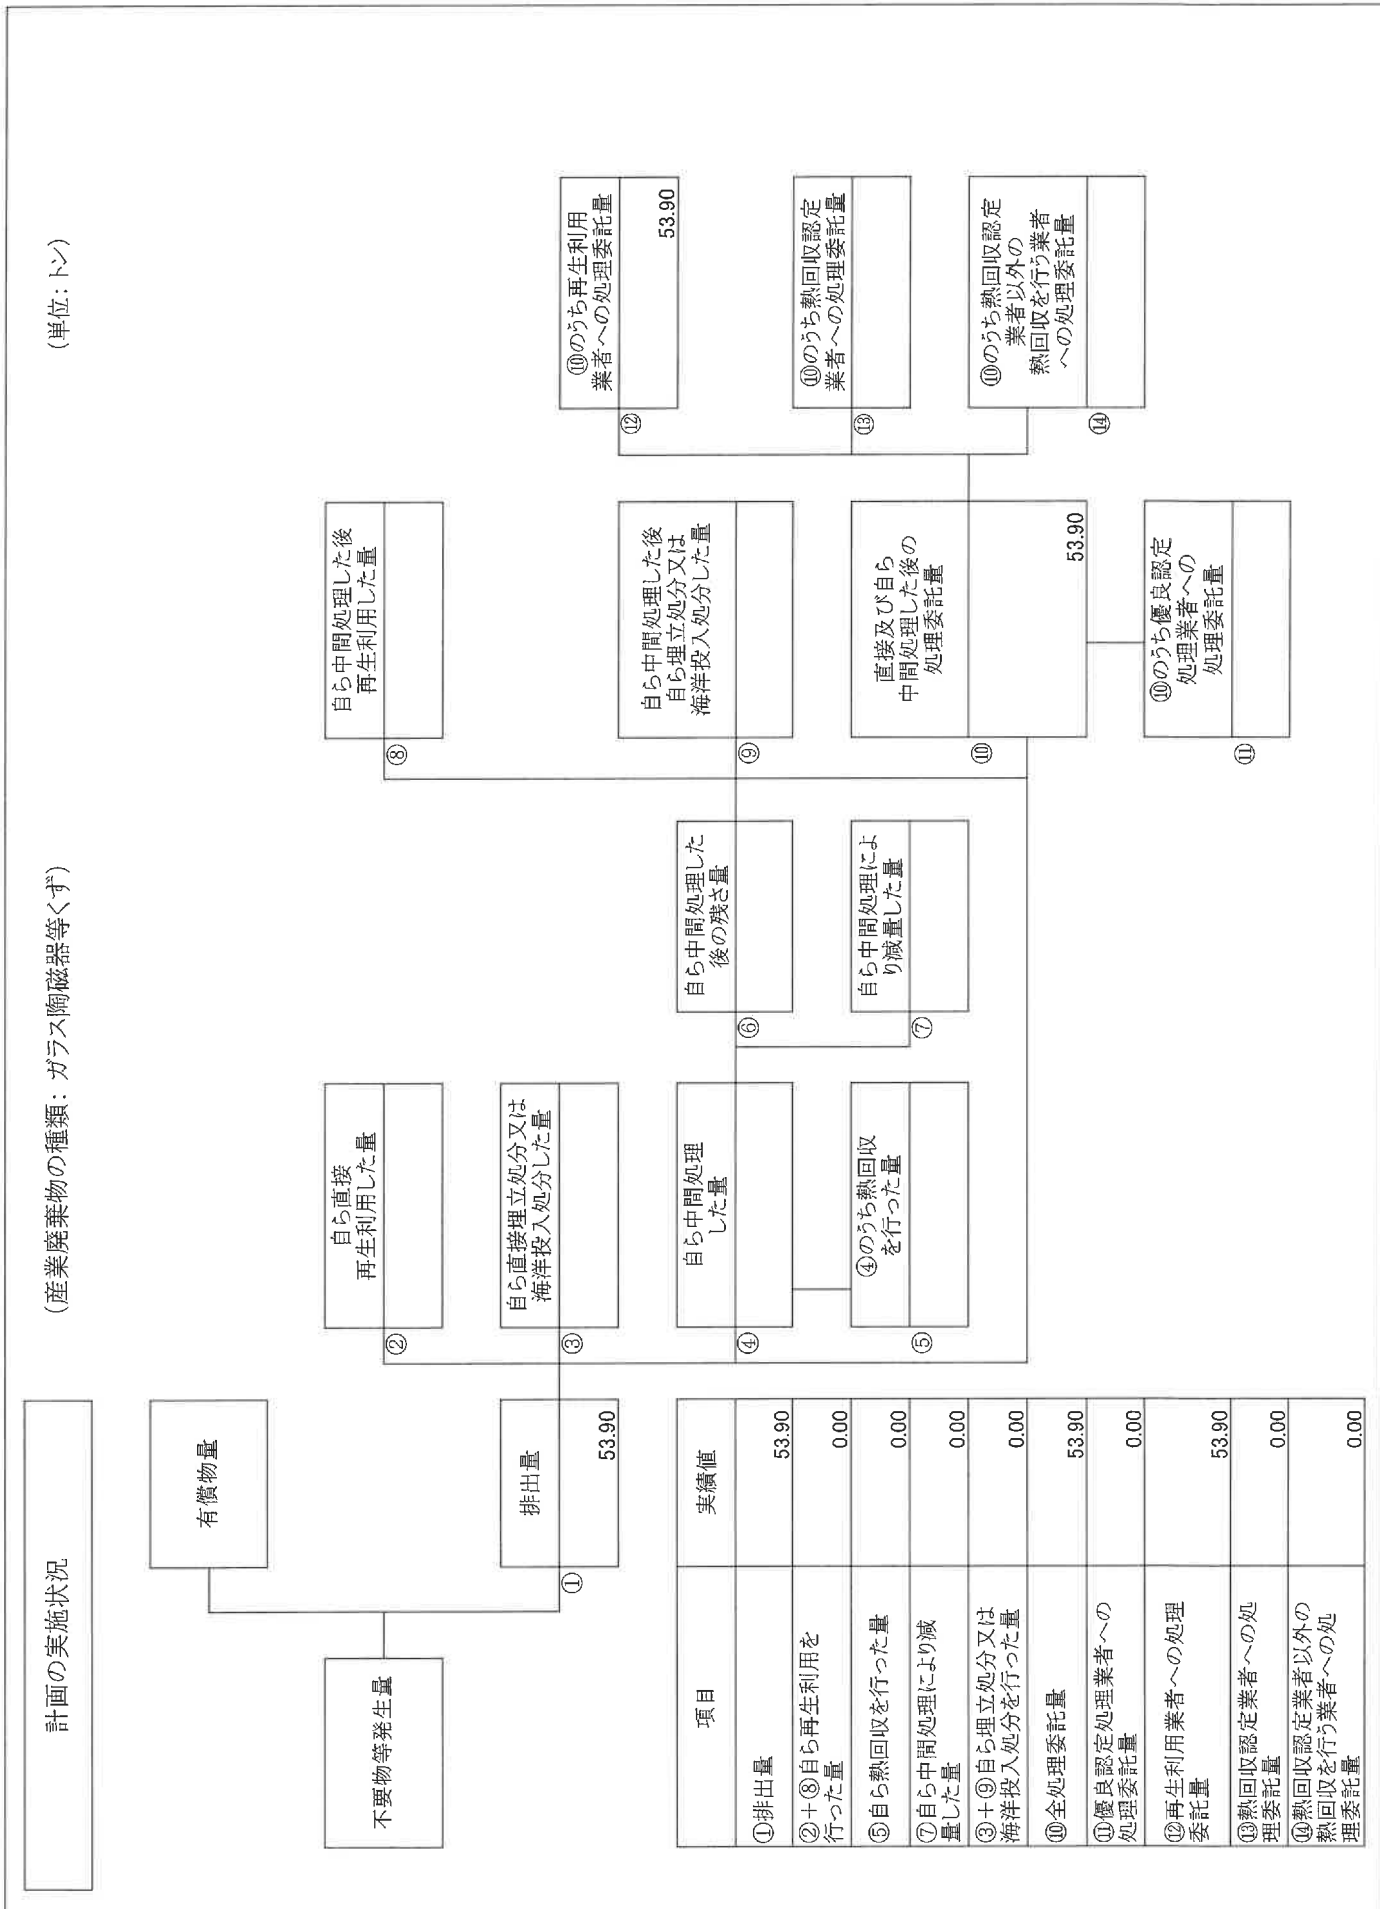 計画の実施状況
(産業廃棄物の種類：ガラス陶磁器等くず)
(単位：トン)
不要物等発生量
有償物量
①
排出量
53.90
②
自ら直接
再生利用した量
③
自ら直接埋立処分又は
海洋投入処分した量
④
自ら中間処理
した量
⑤
④のうち熱回収
を行った量
⑥
自ら中間処理した
後の残さ量
⑦
自ら中間処理によ
り減量した量
⑧
自ら中間処理した後
再生利用した量
⑨
自ら中間処理した後
自ら埋立処分又は
海洋投入処分した量
⑩
直接及び自ら
中間処理した後の
処理委託量
53.90
⑪
⑩のうち優良認定
処理業者への
処理委託量
⑫
⑩のうち再生利用
業者への処理委託量
53.90
⑬
⑩のうち熱回収認定
業者への処理委託量
⑭
⑩のうち熱回収認定
業者以外の
熱回収を行う業者
への処理委託量
項目 実績値
①排出量 53.90
②＋⑧自ら再生利用を
行った量 0.00
⑤自ら熱回収を行った量 0.00
⑦自ら中間処理により減
量した量 0.00
③＋⑨自ら埋立処分又は
海洋投入処分を行った量 0.00
⑩全処理委託量 53.90
⑪優良認定処理業者への
処理委託量 0.00
⑫再生利用業者への処理
委託量 53.90
⑬熱回収認定業者への処
理委託量 0.00
⑭熱回収認定業者以外の
熱回収を行う業者への処
理委託量 0.00